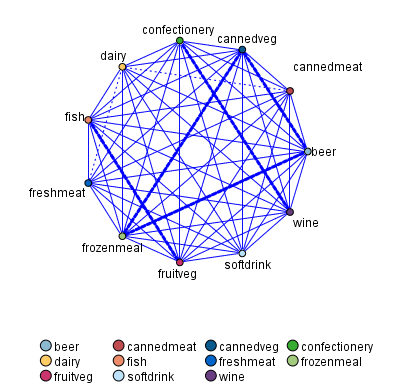 confectionery
cannedveg
dairy
cannedmeat
fish
beer
freshmeat
wine
frozenmeal
softdrink
fruitveg
beer cannedmeat cannedveg confectionery
dairy fish freshmeat frozenmeal
fruitveg softdrink wine